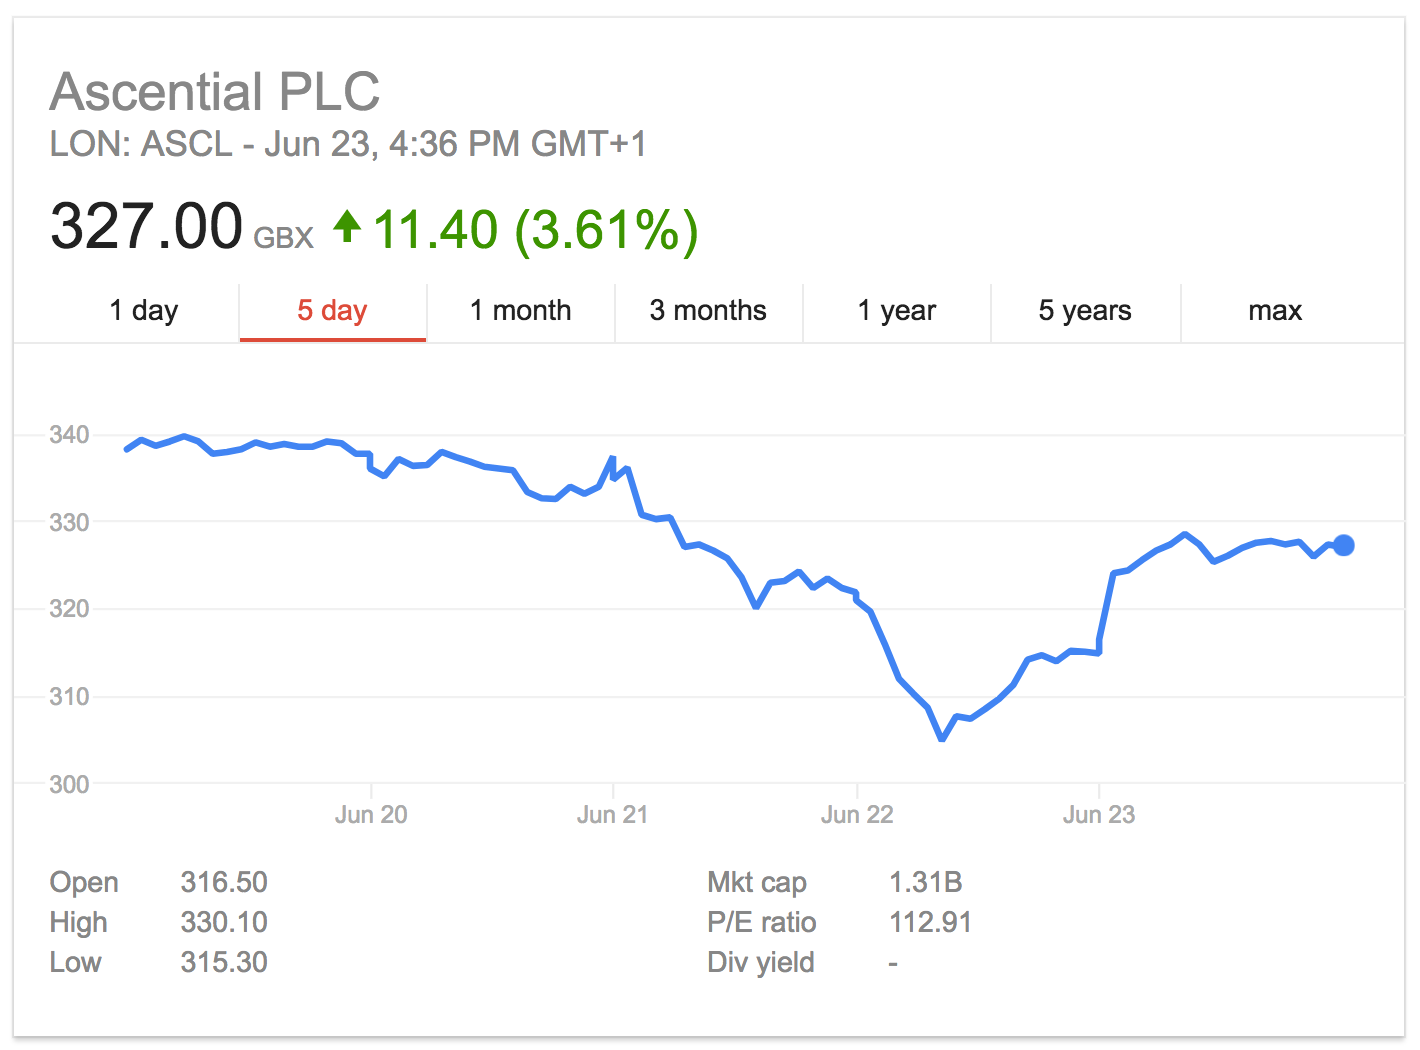 Ascential PLC
LON: ASCL - Jun 23, 4:36 PM GMT+1
327.00 GBX 11.40 (3.61%)
1 day 5 day 1 month 3 months 1 year 5 years max
340
330
320
310
300
Jun 20 Jun 21 Jun 22 Jun 23
Open 316.50 Mkt cap 1.31B
High 330.10 P/E ratio 112.91
Low 315.30 Div yield -